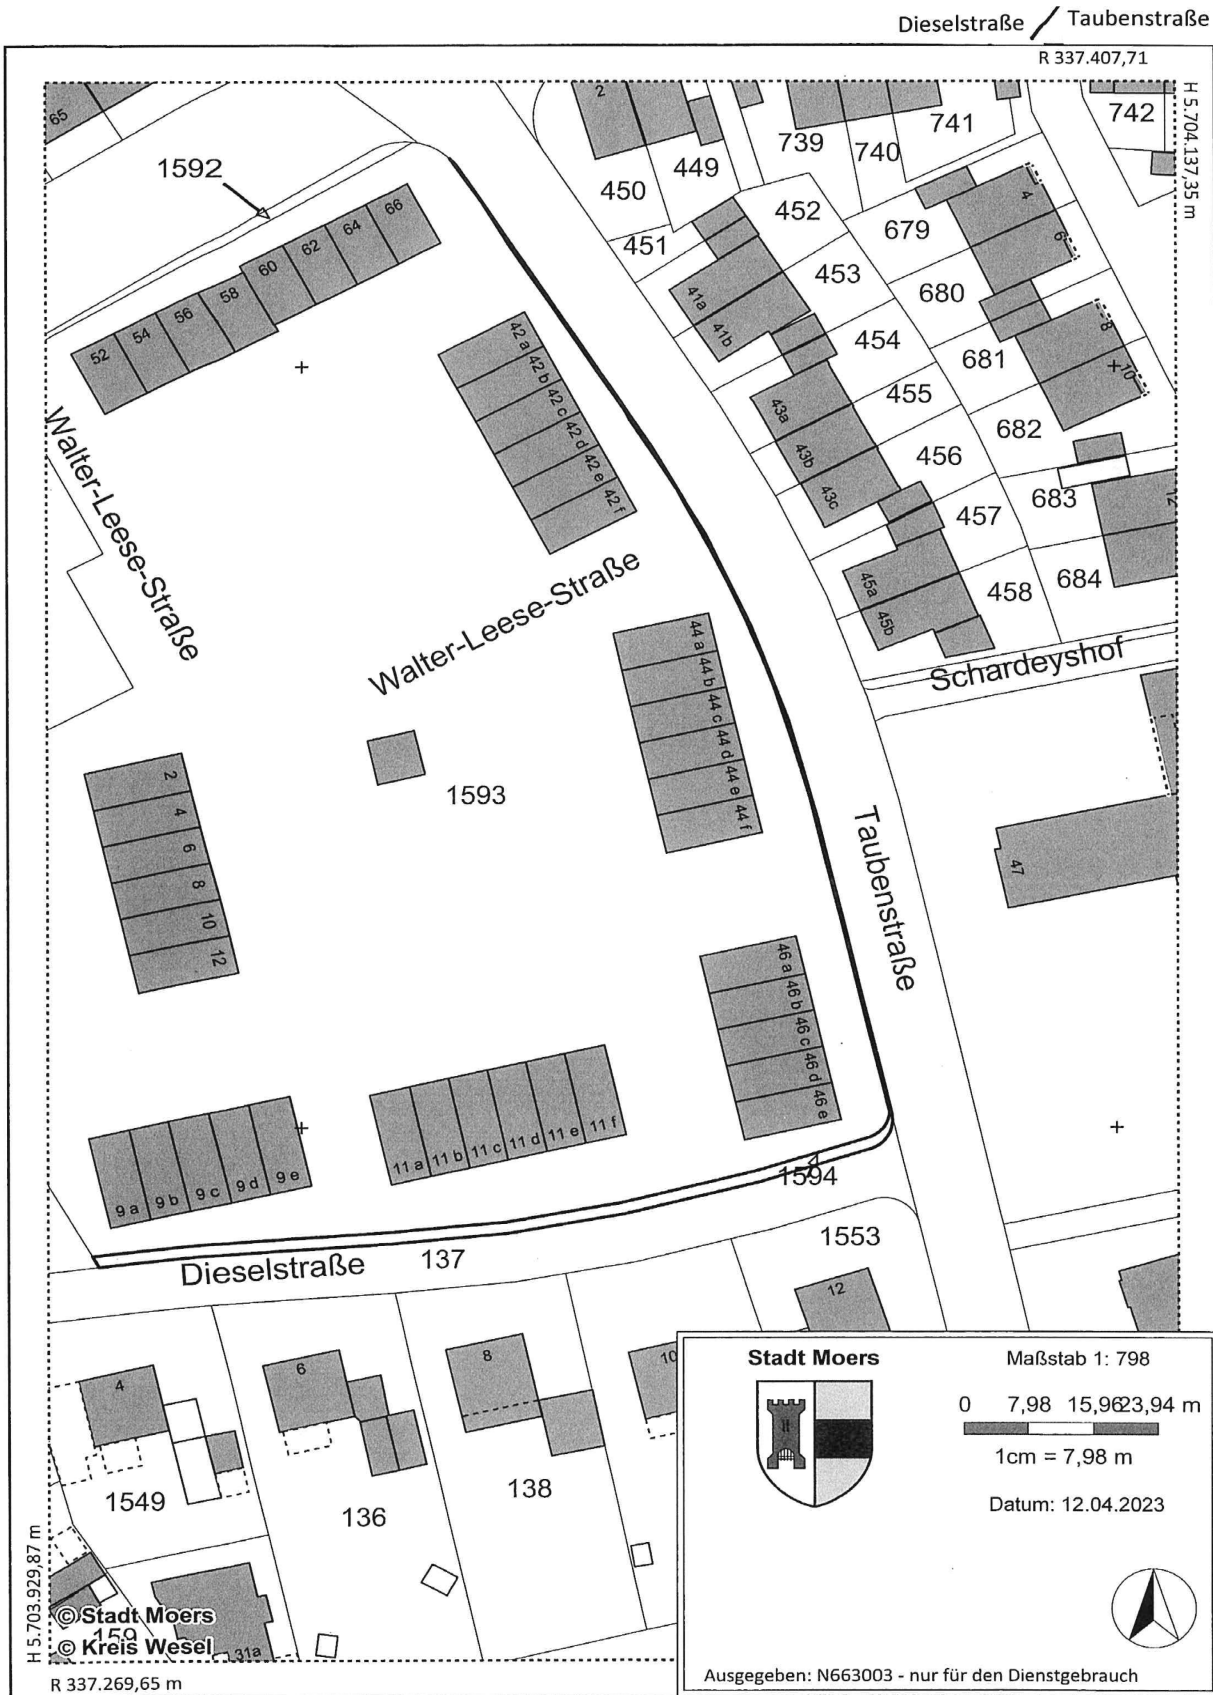 Dieselstraße / Taubenstraße
R 337.407,71
H 5.704.137,35 m
65
2
739
740
741
742
1592
450
449
452
451
679
4
6
66
64
62
60
58
56
54
52
41a
41b
453
680
8
10
454
681
42 a
42 b
42 c
42 d
42 e
42 f
43a
43b
43c
455
682
456
683
12
457
Walter-Leese-Straße
Walter-Leese-Straße
45a
45b
458
684
Schardeyshof
44 a
44 b
44 c
44 d
44 e
44 f
2
4
6
8
10
12
1593
Taubenstraße
47
46 a
46 b
46 c
46 d
46 e
11 a
11 b
11 c
11 d
11 e
11 f
9 a
9 b
9 c
9 d
9 e
1594
1553
Dieselstraße
137
12
4
6
8
10
1549
136
138
159
31a
© Stadt Moers
© Kreis Wesel
H 5.703.929,87 m
R 337.269,65 m
Stadt Moers
Maßstab 1: 798
0 7,98 15,96 23,94 m
1cm = 7,98 m
Datum: 12.04.2023
Ausgegeben: N663003 - nur für den Dienstgebrauch